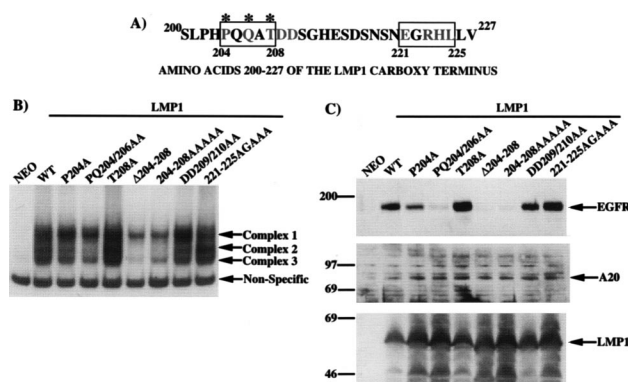 A)
* * *
200 SLPHPQQATDDSGHESDSNSNEGRHLLV 227
204 208 221 225
AMINO ACIDS 200-227 OF THE LMP1 CARBOXY TERMINUS
B)
LMP1
NEO WT P204A PQ204/206AA T208A Δ204-208 204-208AAAAA DD209/210AA 221-225AGAAA
Complex 1
Complex 2
Complex 3
Non-Specific
C)
LMP1
NEO WT P204A PQ204/206AA T208A Δ204-208 204-208AAAAA DD209/210AA 221-225AGAAA
200
EGFR
97
A20
69
69
LMP1
46